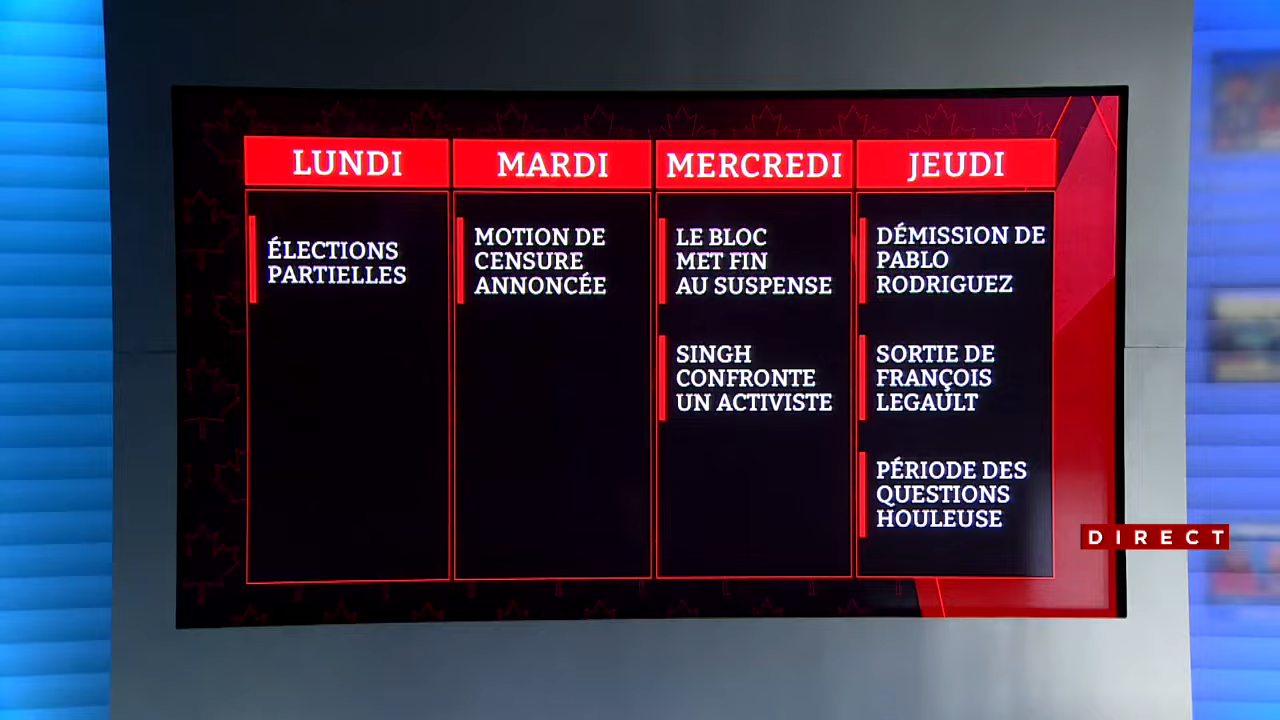 LUNDI
ÉLECTIONS
PARTIELLES
MARDI
MOTION DE
CENSURE
ANNONCÉE
MERCREDI
LE BLOC
MET FIN
AU SUSPENSE
SINGH
CONFRONTE
UN ACTIVISTE
JEUDI
DÉMISSION DE
PABLO
RODRIGUEZ
SORTIE DE
FRANÇOIS
LEGAULT
PÉRIODE DES
QUESTIONS
HOULEUSE
DIRECT